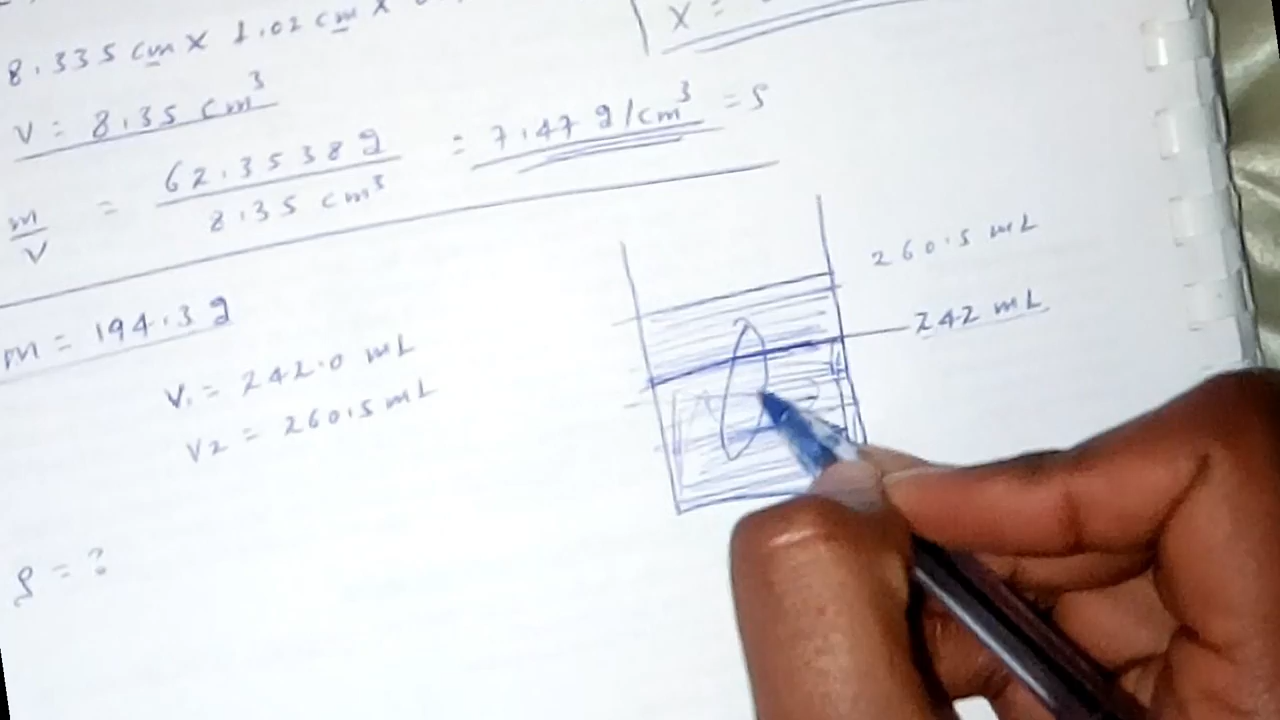 8.335 cm x 1.02 cm x
x =
V = 8.35 cm³
m/V = 62.3538g / 8.35 cm³ = 7.47 g/cm³ = ρ
m = 194.3 g
V₁ = 242.0 mL
V2 = 260.5 mL
260.5 mL
242 mL
ρ = ?